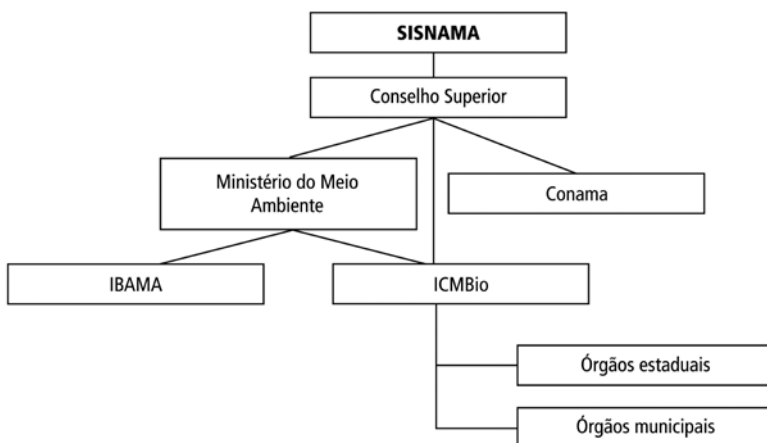 SISNAMA
Conselho Superior
Ministério do Meio
Ambiente
Conama
IBAMA
ICMBio
Órgãos estaduais
Órgãos municipais